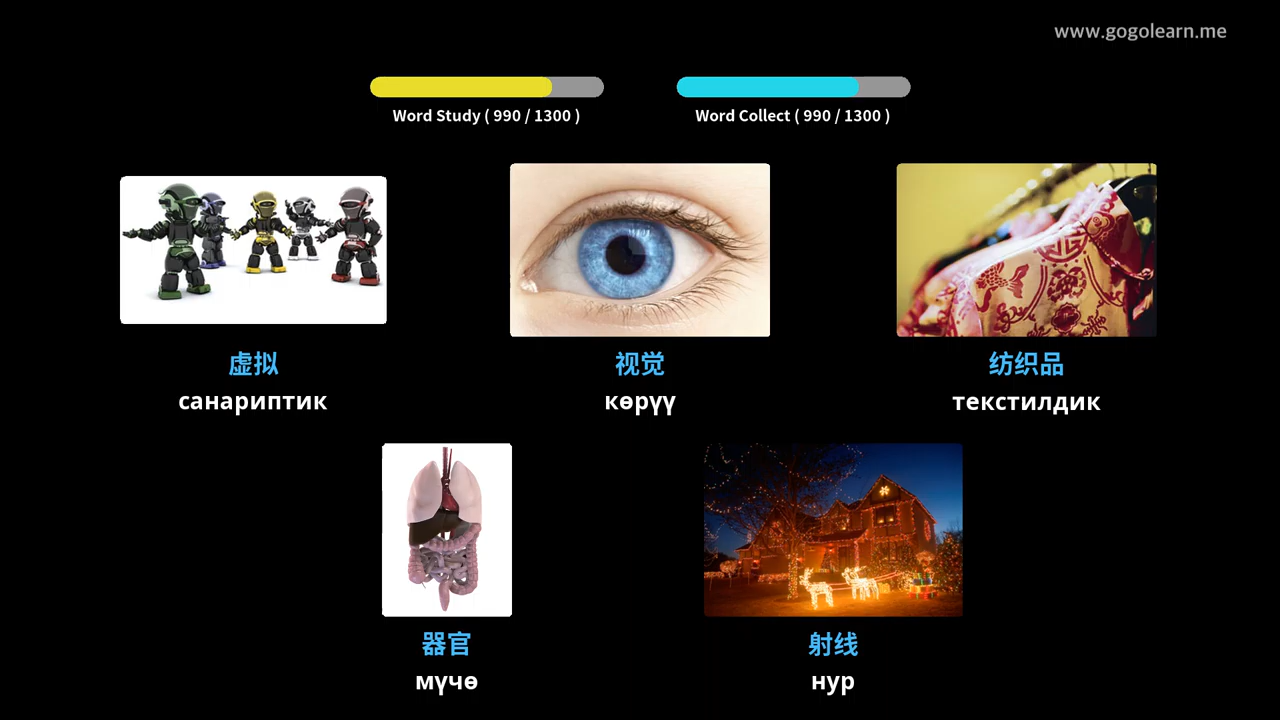 www.gogolearn.me
Word Study ( 990 / 1300 )
Word Collect ( 990 / 1300 )
虚拟
санариптик
视觉
көрүү
纺织品
текстилдик
器官
мүчө
射线
нур